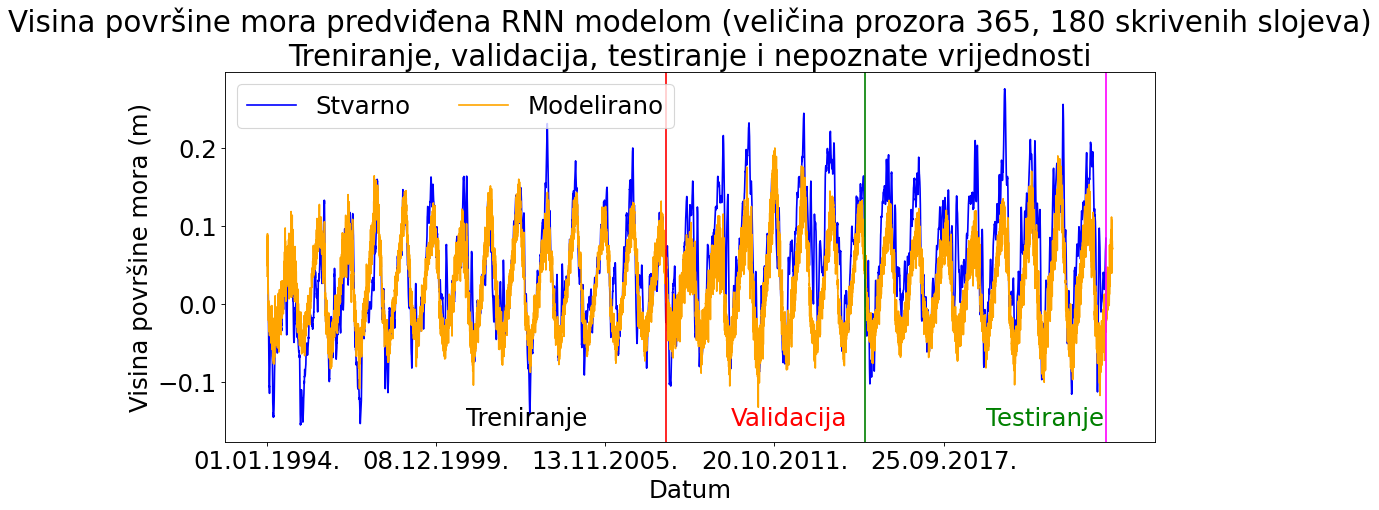 Visina površine mora predviđena RNN modelom (veličina prozora 365, 180 skrivenih slojeva)
Treniranje, validacija, testiranje i nepoznate vrijednosti
Stvarno Modelirano
Visina površine mora (m)
0.2
0.1
0.0
−0.1
Treniranje Validacija Testiranje
01.01.1994. 08.12.1999. 13.11.2005. 20.10.2011. 25.09.2017.
Datum